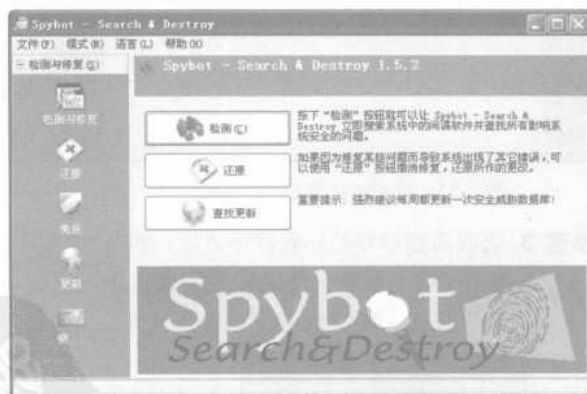 Spybot - Search & Destroy
文件(F) 模式(M) 语言(L) 帮助(O)
检测与修复(G)
Spybot - Search & Destroy 1.5.2
检测与修复
还原
免疫
更新
检测(C)
按下“检测”按钮就可以让 Spybot - Search &
Destroy 立即搜索系统中的间谍软件并查找所有影响系
统安全的问题。
还原
如果因为修复某些问题而导致系统出现了其它错误，可
以使用“还原”按钮撤消修复，还原所作的更改。
查找更新
重要提示：强烈建议每周都更新一次安全威胁数据库!
Spybot
Search&Destroy